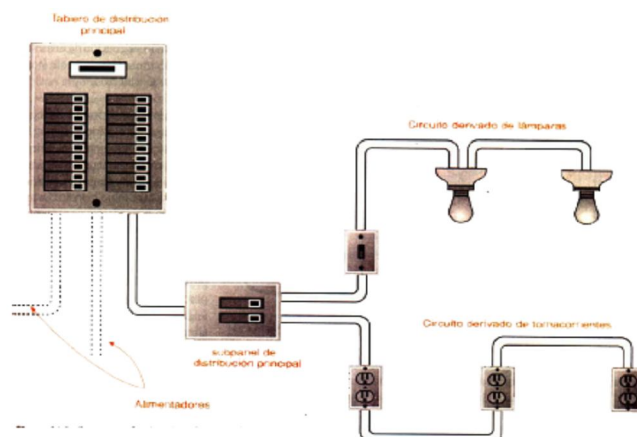 Tablero de distribución
principal
Circuito derivado de lámparas
Circuito derivado de tomacorrientes
subpanel de
distribución principal
Alimentadores